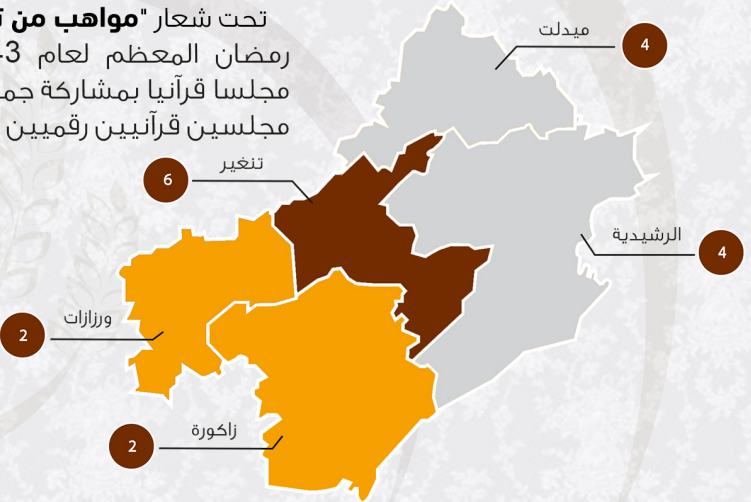 تحت شعار "مواهب من
رمضان المعظم لعام
مجلسا قرآنيا بمشاركة
مجلسين قرآنيين رقميين
ميدلت
4
تنغير
6
الرشيدية
4
ورزازات
2
زاكورة
2